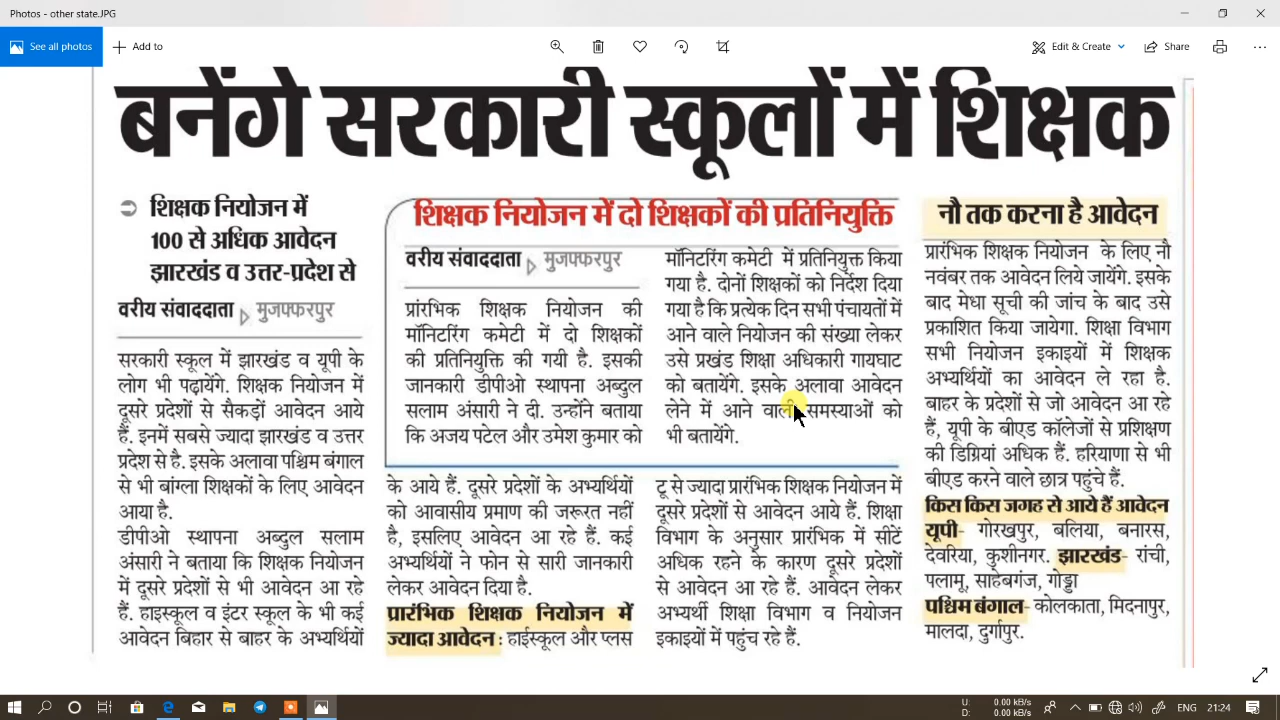 Photos - other state.JPG
See all photos
Add to
Edit & Create
Share
बनेंगे सरकारी स्कूलों में शिक्षक
शिक्षक नियोजन में
100 से अधिक आवेदन
झारखंड व उत्तर-प्रदेश से
वरीय संवाददाता मुजफ्फरपुर
सरकारी स्कूल में झारखंड व यूपी के
लोग भी पढ़ायेंगे. शिक्षक नियोजन में
दूसरे प्रदेशों से सैकड़ों आवेदन आये
हैं. इनमें सबसे ज्यादा झारखंड व उत्तर
प्रदेश से है. इसके अलावा पश्चिम बंगाल
से भी बांग्ला शिक्षकों के लिए आवेदन
आया है.
डीपीओ स्थापना अब्दुल सलाम
अंसारी ने बताया कि शिक्षक नियोजन
में दूसरे प्रदेशों से भी आवेदन आ रहे
हैं. हाइस्कूल व इंटर स्कूल के भी कई
आवेदन बिहार से बाहर के अभ्यर्थियों
शिक्षक नियोजन में दो शिक्षकों की प्रतिनियुक्ति
वरीय संवाददाता मुजफ्फरपुर
प्रांरभिक शिक्षक नियोजन की
मॉनिटरिंग कमेटी में दो शिक्षकों
की प्रतिनियुक्ति की गयी है. इसकी
जानकारी डीपीओ स्थापना अब्दुल
सलाम अंसारी ने दी. उन्होंने बताया
कि अजय पटेल और उमेश कुमार को
मॉनिटरिंग कमेटी में प्रतिनियुक्त किया
गया है. दोनों शिक्षकों को निर्देश दिया
गया है कि प्रत्येक दिन सभी पंचायतों में
आने वाले नियोजन की संख्या लेकर
उसे प्रखंड शिक्षा अधिकारी गायघाट
को बतायेंगे. इसके अलावा आवेदन
लेने में आने वाली समस्याओं को
भी बतायेंगे.
के आये हैं. दूसरे प्रदेशों के अभ्यर्थियों
को आवासीय प्रमाण की जरूरत नहीं
है, इसलिए आवेदन आ रहे हैं. कई
अभ्यर्थियों ने फोन से सारी जानकारी
लेकर आवेदन दिया है.
प्रारंभिक शिक्षक नियोजन में
ज्यादा आवेदन : हाईस्कूल और प्लस
टू से ज्यादा प्रारंभिक शिक्षक नियोजन में
दूसरे प्रदेशों से आवेदन आये हैं. शिक्षा
विभाग के अनुसार प्रारंभिक में सीटें
अधिक रहने के कारण दूसरे प्रदेशों
से आवेदन आ रहे हैं. आवेदन लेकर
अभ्यर्थी शिक्षा विभाग व नियोजन
इकाइयों में पहुंच रहे हैं.
नौ तक करना है आवेदन
प्रारंभिक शिक्षक नियोजन के लिए नौ
नवंबर तक आवेदन लिये जायेंगे. इसके
बाद मेधा सूची की जांच के बाद उसे
प्रकाशित किया जायेगा. शिक्षा विभाग
सभी नियोजन इकाइयों में शिक्षक
अभ्यर्थियों का आवेदन ले रहा है.
बाहर के प्रदेशों से जो आवेदन आ रहे
हैं, यूपी के बीएड कॉलेजों से प्रशिक्षण
की डिग्रियां अधिक हैं. हरियाणा से भी
बीएड करने वाले छात्र पहुंचे हैं.
किस किस जगह से आये हैं आवेदन
यूपी- गोरखपुर, बलिया, बनारस,
देवरिया, कुशीनगर. झारखंड- रांची,
पलामू, साहेबगंज, गोड्डा
पश्चिम बंगाल- कोलकाता, मिदनापुर,
मालदा, दुर्गापुर.
U: 0.00 kB/s
D: 0.00 kB/s
ENG
21:24